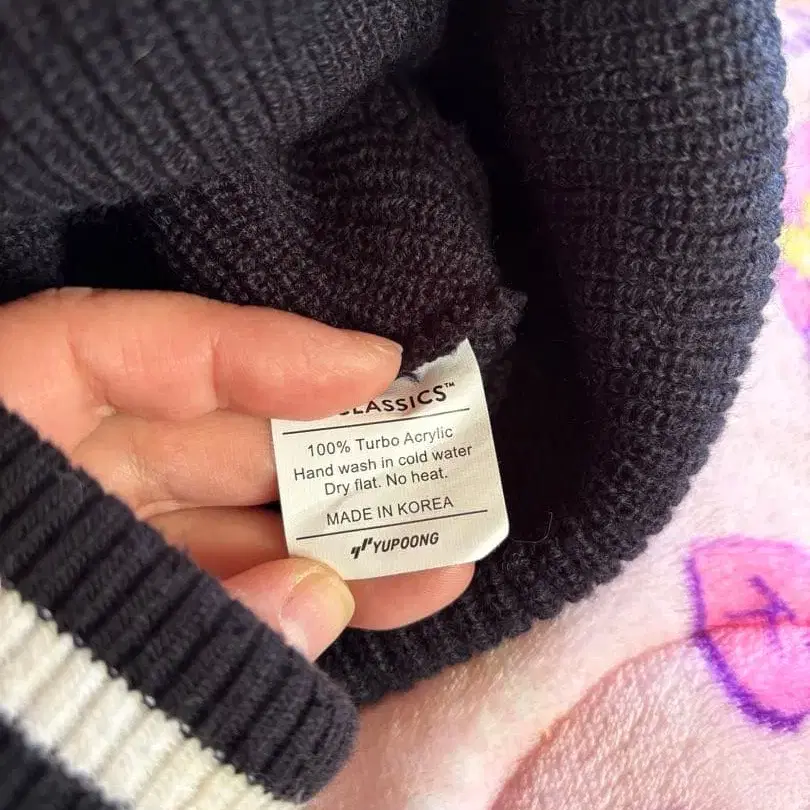 CLASSICS™
100% Turbo Acrylic
Hand wash in cold water
Dry flat. No heat.
MADE IN KOREA
YUPOONG